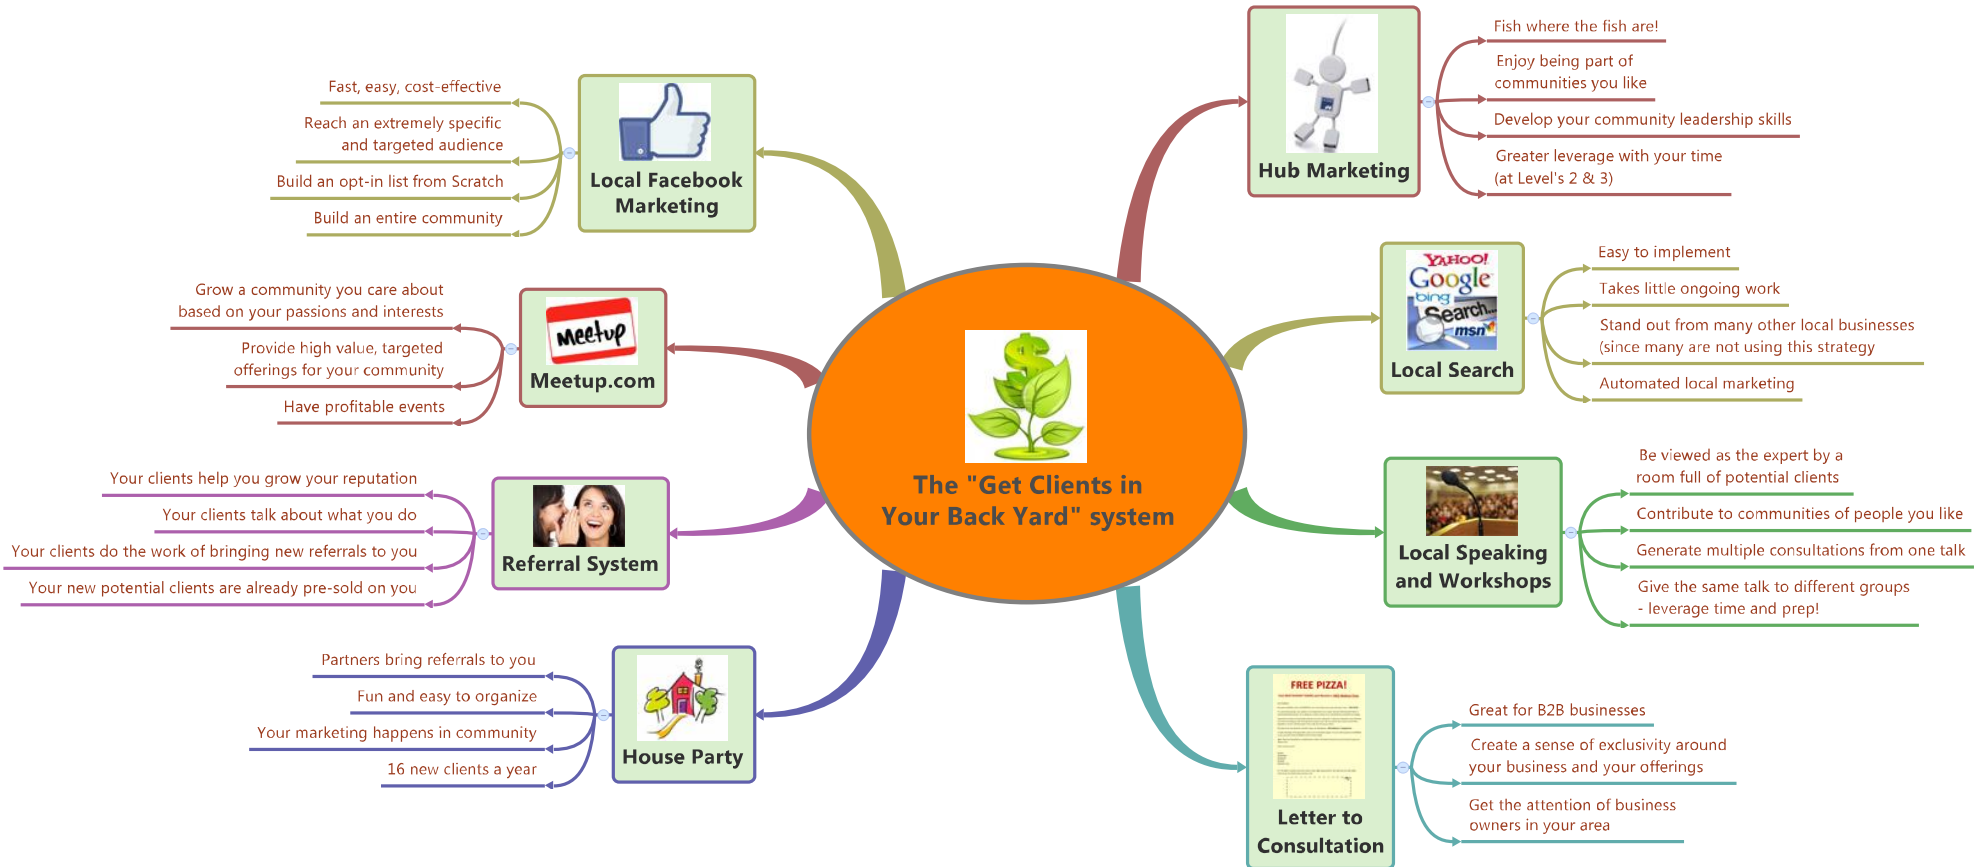 The "Get Clients in
Your Back Yard" system
Hub Marketing
Fish where the fish are!
Enjoy being part of
communities you like
Develop your community leadership skills
Greater leverage with your time
(at Level's 2 & 3)
YAHOO!
Google
bing
Search...
msn
Local Search
Easy to implement
Takes little ongoing work
Stand out from many other local businesses
(since many are not using this strategy
Automated local marketing
Local Speaking
and Workshops
Be viewed as the expert by a
room full of potential clients
Contribute to communities of people you like
Generate multiple consultations from one talk
Give the same talk to different groups
- leverage time and prep!
FREE PIZZA!
Letter to
Consultation
Great for B2B businesses
Create a sense of exclusivity around
your business and your offerings
Get the attention of business
owners in your area
Local Facebook
Marketing
Fast, easy, cost-effective
Reach an extremely specific
and targeted audience
Build an opt-in list from Scratch
Build an entire community
Meetup
Meetup.com
Grow a community you care about
based on your passions and interests
Provide high value, targeted
offerings for your community
Have profitable events
Referral System
Your clients help you grow your reputation
Your clients talk about what you do
Your clients do the work of bringing new referrals to you
Your new potential clients are already pre-sold on you
House Party
Partners bring referrals to you
Fun and easy to organize
Your marketing happens in community
16 new clients a year